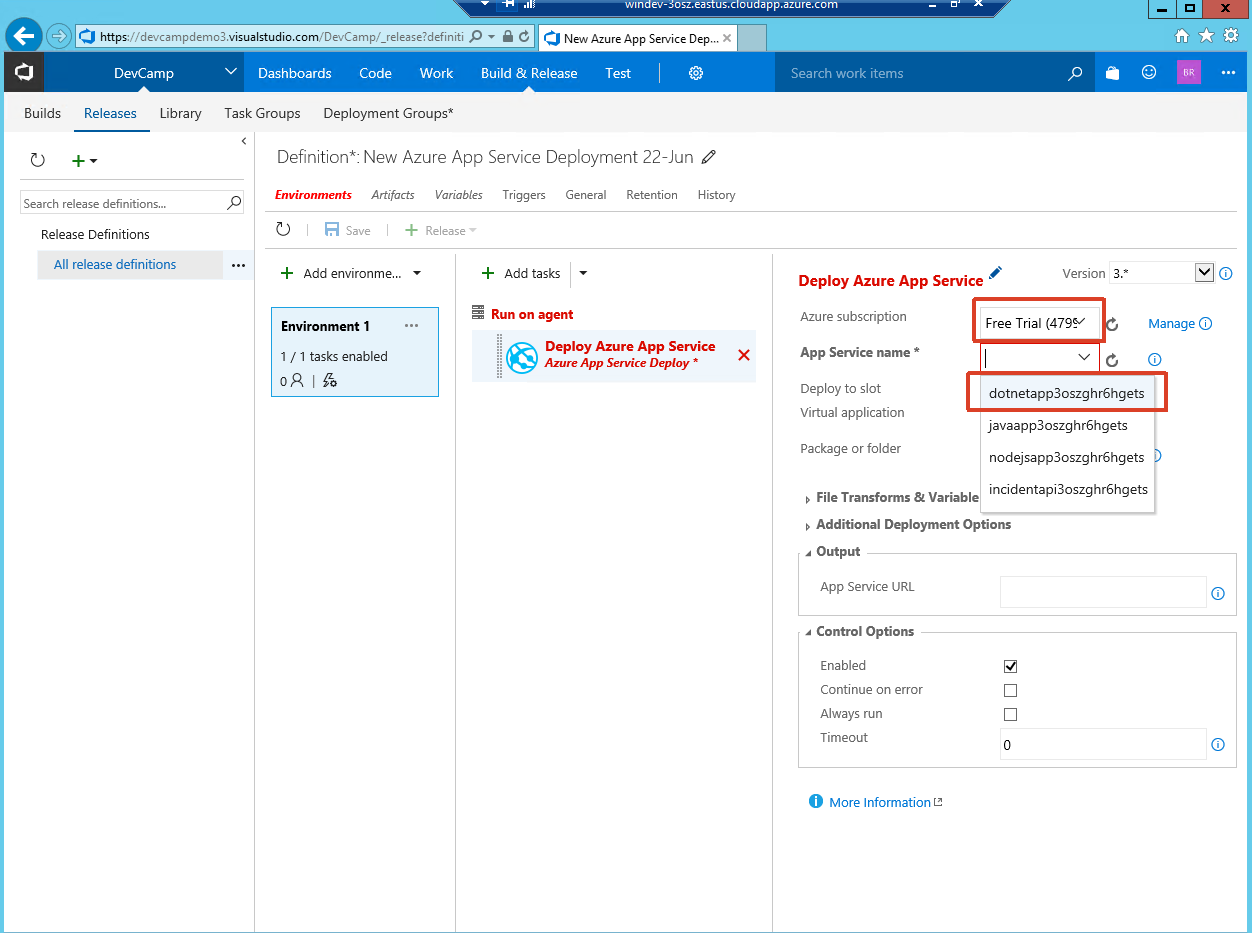 windev-3osz.eastus.cloudapp.azure.com
https://devcampdemo3.visualstudio.com/DevCamp/_release?definiti
New Azure App Service Dep...
DevCamp
Dashboards Code Work Build & Release Test
Search work items
BR
Builds Releases Library Task Groups Deployment Groups*
Search release definitions...
Release Definitions
All release definitions
Definition*: New Azure App Service Deployment 22-Jun
Environments Artifacts Variables Triggers General Retention History
Save Release
Add environme...
Environment 1
1 / 1 tasks enabled
0
Add tasks
Run on agent
Deploy Azure App Service
Azure App Service Deploy *
Deploy Azure App Service
Version 3.*
Azure subscription
Free Trial (479
Manage
App Service name *
dotnetapp3oszghr6hgets
javaapp3oszghr6hgets
nodejsapp3oszghr6hgets
incidentapi3oszghr6hgets
Deploy to slot
Virtual application
Package or folder
File Transforms & Variable
Additional Deployment Options
Output
App Service URL
Control Options
Enabled
Continue on error
Always run
Timeout
0
More Information